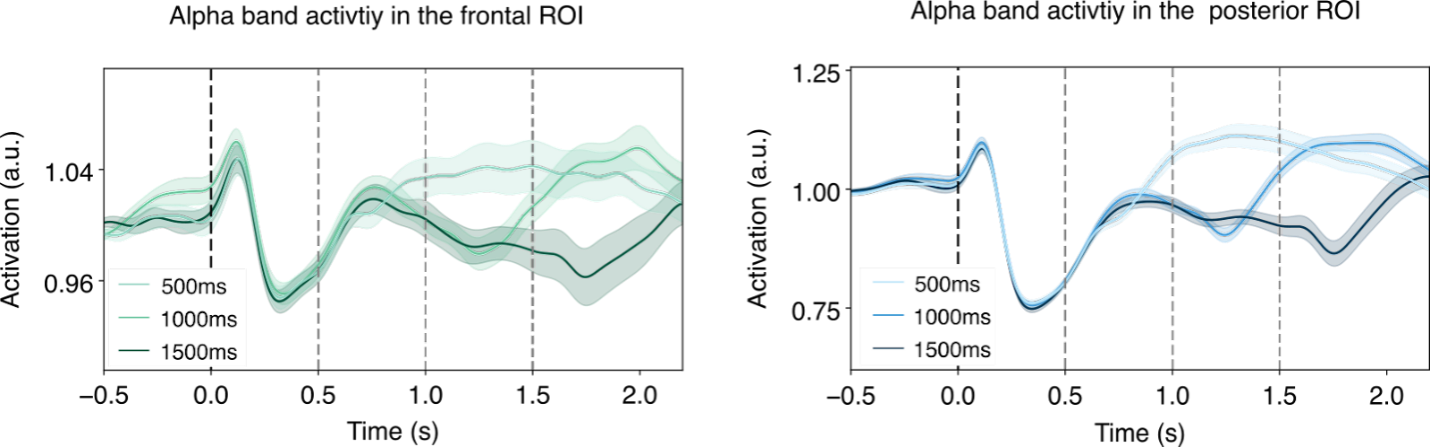 Alpha band activtiy in the frontal ROI
Activation (a.u.)
1.04
0.96
500ms
1000ms
1500ms
−0.5 0.0 0.5 1.0 1.5 2.0
Time (s)
Alpha band activtiy in the posterior ROI
Activation (a.u.)
1.25
1.00
0.75
500ms
1000ms
1500ms
−0.5 0.0 0.5 1.0 1.5 2.0
Time (s)